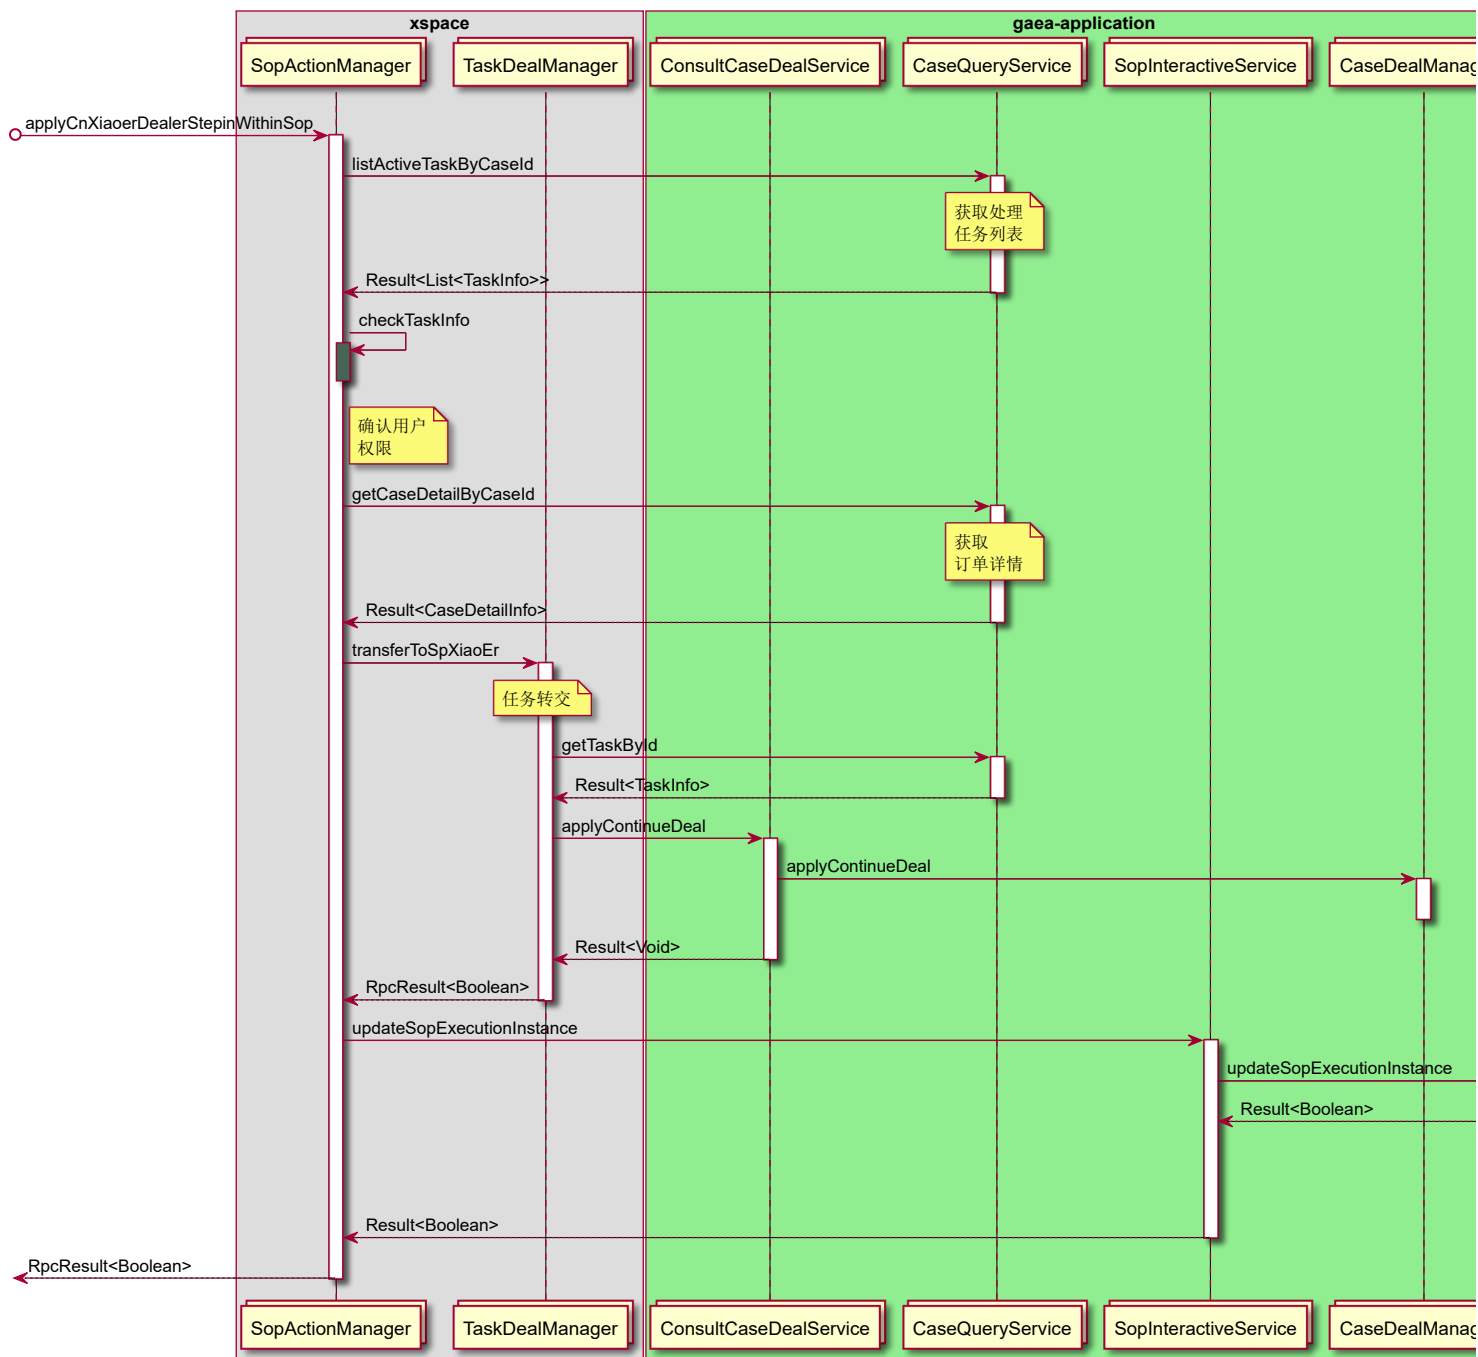 xspace
gaea-application
SopActionManager
TaskDealManager
ConsultCaseDealService
CaseQueryService
SopInteractiveService
CaseDealManag
applyCnXiaoerDealerStepinWithinSop
listActiveTaskByCaseId
获取处理
任务列表
Result<List<TaskInfo>>
checkTaskInfo
确认用户
权限
getCaseDetailByCaseId
获取
订单详情
Result<CaseDetailInfo>
transferToSpXiaoEr
任务转交
getTaskById
Result<TaskInfo>
applyContinueDeal
applyContinueDeal
Result<Void>
RpcResult<Boolean>
updateSopExecutionInstance
updateSopExecutionInstance
Result<Boolean>
Result<Boolean>
RpcResult<Boolean>
SopActionManager
TaskDealManager
ConsultCaseDealService
CaseQueryService
SopInteractiveService
CaseDealManag